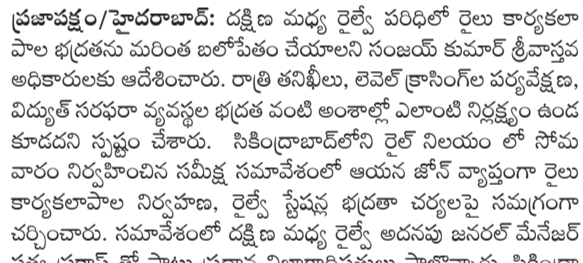 ప్రజాపక్షం/హైదరాబాద్: దక్షిణ మధ్య రైల్వే పరిధిలో రైలు కార్యకలా
పాల భద్రతను మరింత బలోపేతం చేయాలని సంజయ్ కుమార్ శ్రీవాస్తవ
అధికారులకు ఆదేశించారు. రాత్రి తనిఖీలు, లెవెల్ క్రాసింగ్‌ల పర్యవేక్షణ,
విద్యుత్ సరఫరా వ్యవస్థల భద్రత వంటి అంశాల్లో ఎలాంటి నిర్లక్ష్యం ఉండ
కూడదని స్పష్టం చేశారు. సికింద్రాబాద్‌లోని రైల్ నిలయం లో సోమ
వారం నిర్వహించిన సమీక్ష సమావేశంలో ఆయన జోన్ వ్యాప్తంగా రైలు
కార్యకలాపాల నిర్వహణ, రైల్వే స్టేషన్ల భద్రతా చర్యలపై సమగ్రంగా
చర్చించారు. సమావేశంలో దక్షిణ మధ్య రైల్వే అదనపు జనరల్ మేనేజర్